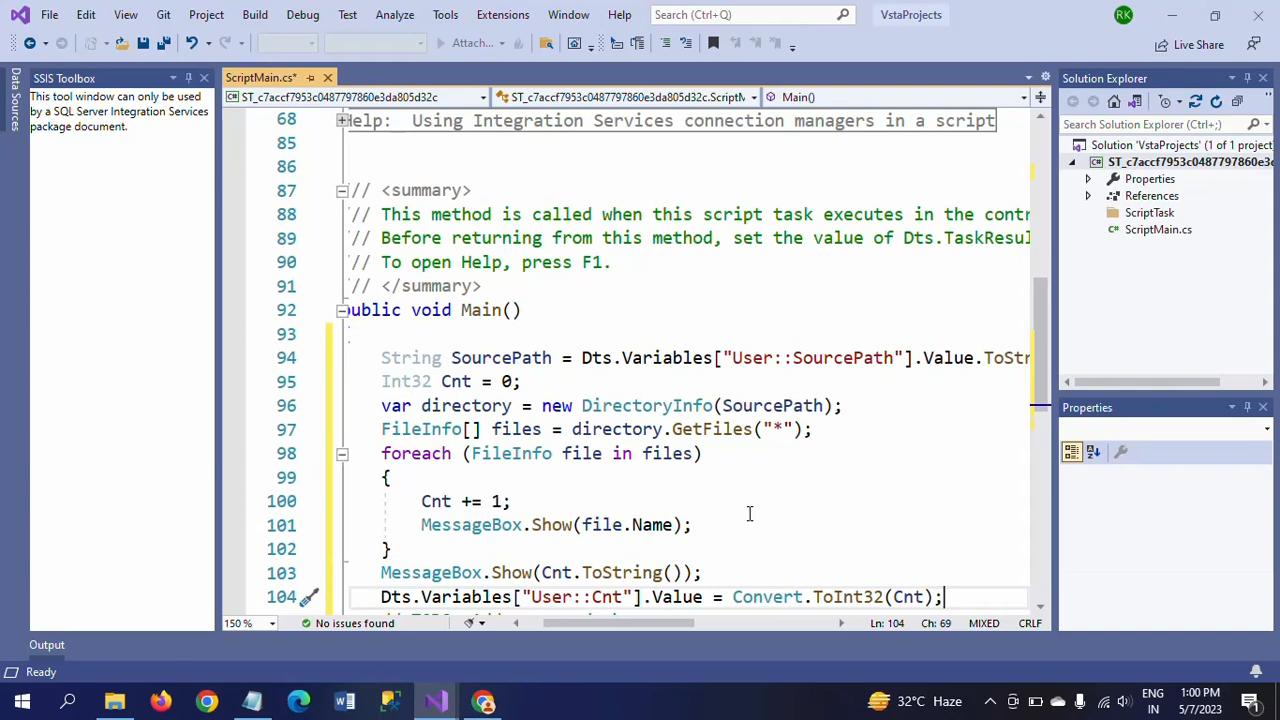 File Edit View Git Project Build Debug Test Analyze Tools Extensions Window Help Search (Ctrl+Q) VstaProjects RK
Attach... Live Share
Data Sources
SSIS Toolbox
This tool window can only be used
by a SQL Server Integration Services
package document.
ScriptMain.cs*
ST_c7accf7953c0487797860e3da805d32c ST_c7accf7953c0487797860e3da805d32c.ScriptM Main()
68 Help: Using Integration Services connection managers in a script
85
86
87 // <summary>
88 // This method is called when this script task executes in the contr
89 // Before returning from this method, set the value of Dts.TaskResul
90 // To open Help, press F1.
91 // </summary>
92 public void Main()
93
94 String SourcePath = Dts.Variables["User::SourcePath"].Value.ToStr
95 Int32 Cnt = 0;
96 var directory = new DirectoryInfo(SourcePath);
97 FileInfo[] files = directory.GetFiles("*");
98 foreach (FileInfo file in files)
99 {
100 Cnt += 1;
101 MessageBox.Show(file.Name);
102 }
103 MessageBox.Show(Cnt.ToString());
104 Dts.Variables["User::Cnt"].Value = Convert.ToInt32(Cnt);
150 % No issues found Ln: 104 Ch: 69 MIXED CRLF
Solution Explorer
Search Solution Explorer (Ctrl+;)
Solution 'VstaProjects' (1 of 1 project)
ST_c7accf7953c0487797860e3d
Properties
References
ScriptTask
ScriptMain.cs
Properties
Output
Ready
32°C Haze ENG 1:00 PM
IN 5/7/2023 1